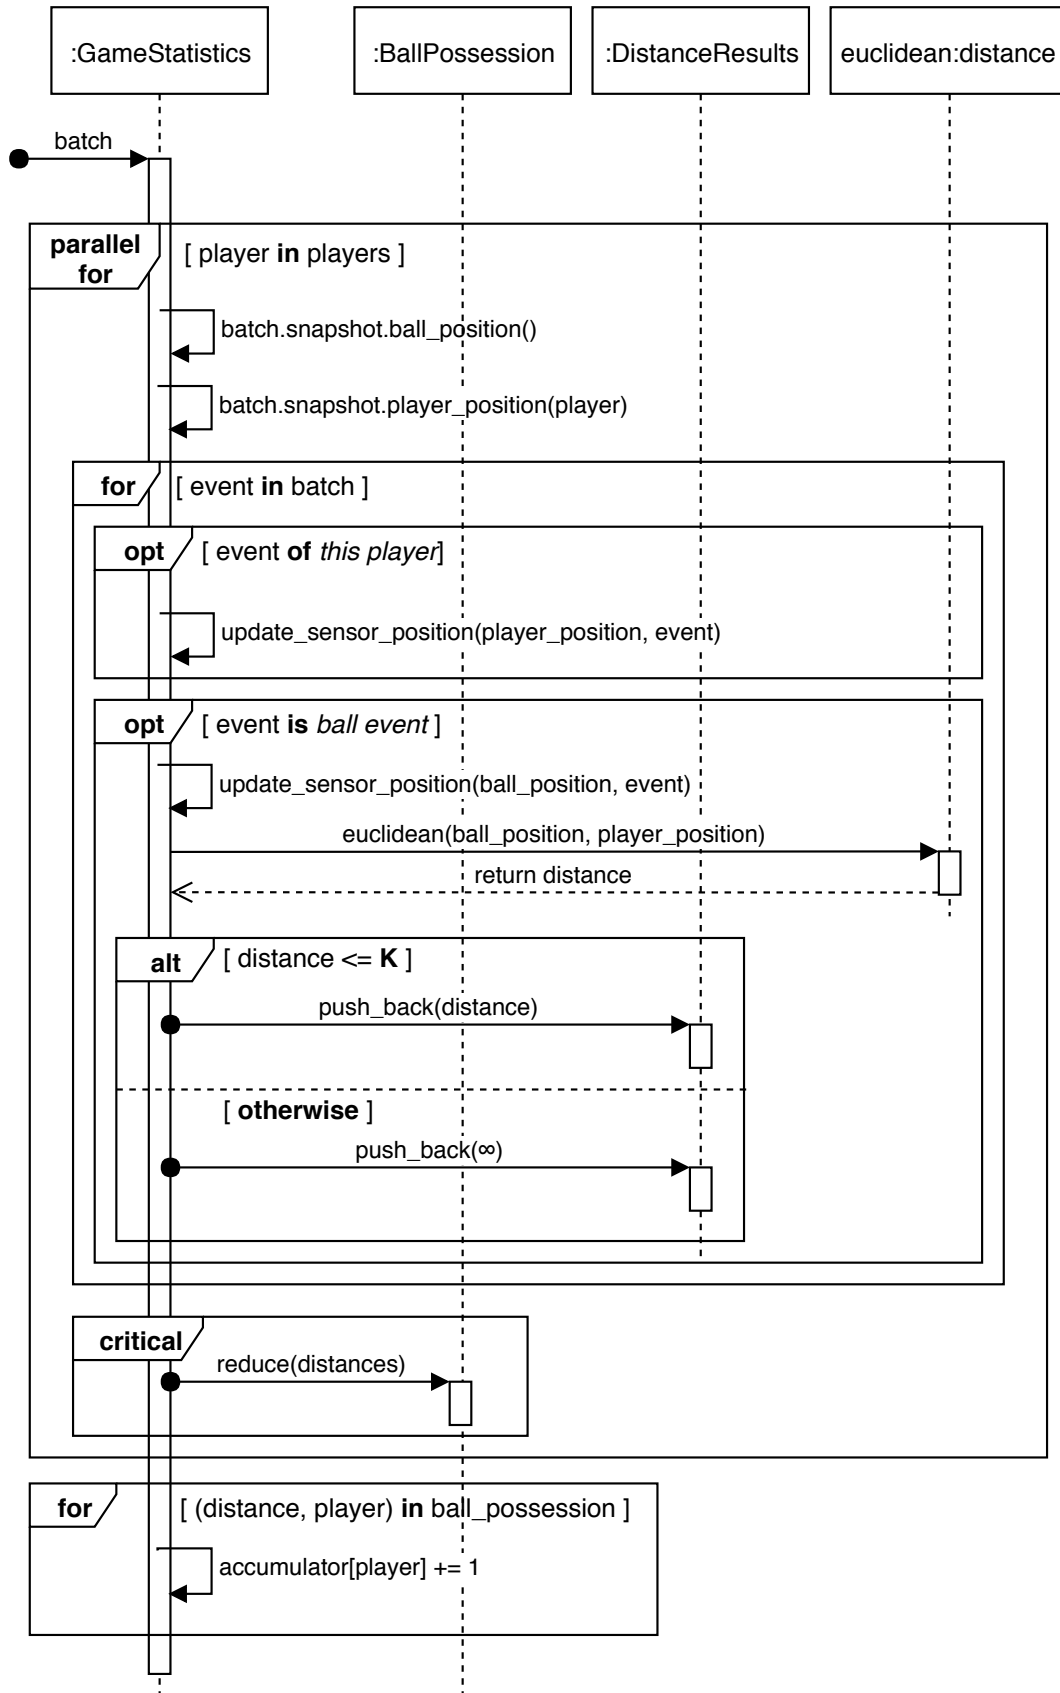 :GameStatistics
:BallPossession
:DistanceResults
euclidean:distance
batch
parallel
for
[ player in players ]
batch.snapshot.ball_position()
batch.snapshot.player_position(player)
for
[ event in batch ]
opt
[ event of this player]
update_sensor_position(player_position, event)
opt
[ event is ball event ]
update_sensor_position(ball_position, event)
euclidean(ball_position, player_position)
return distance
alt
[ distance <= K ]
push_back(distance)
[ otherwise ]
push_back(∞)
critical
reduce(distances)
for
[ (distance, player) in ball_possession ]
accumulator[player] += 1